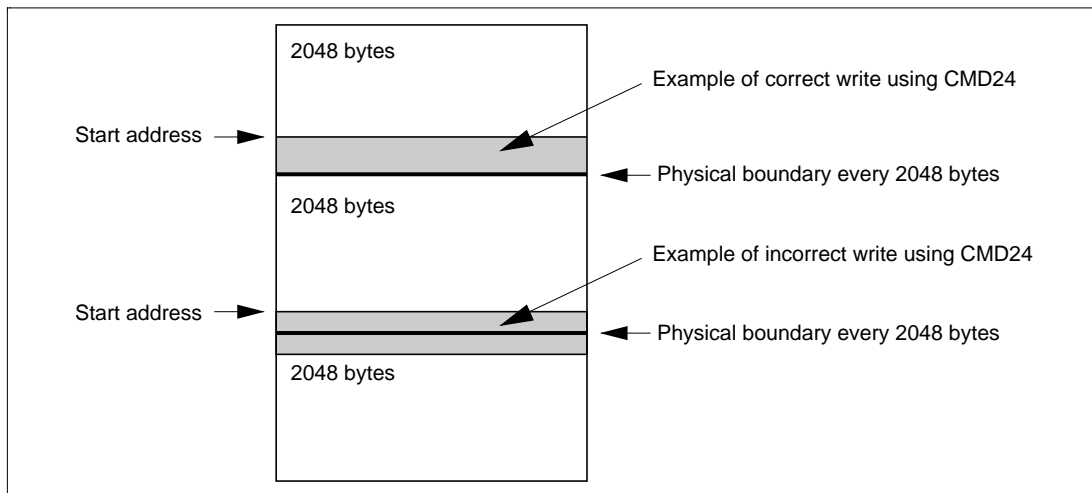 2048 bytes
Example of correct write using CMD24
Start address
Physical boundary every 2048 bytes
2048 bytes
Example of incorrect write using CMD24
Start address
Physical boundary every 2048 bytes
2048 bytes